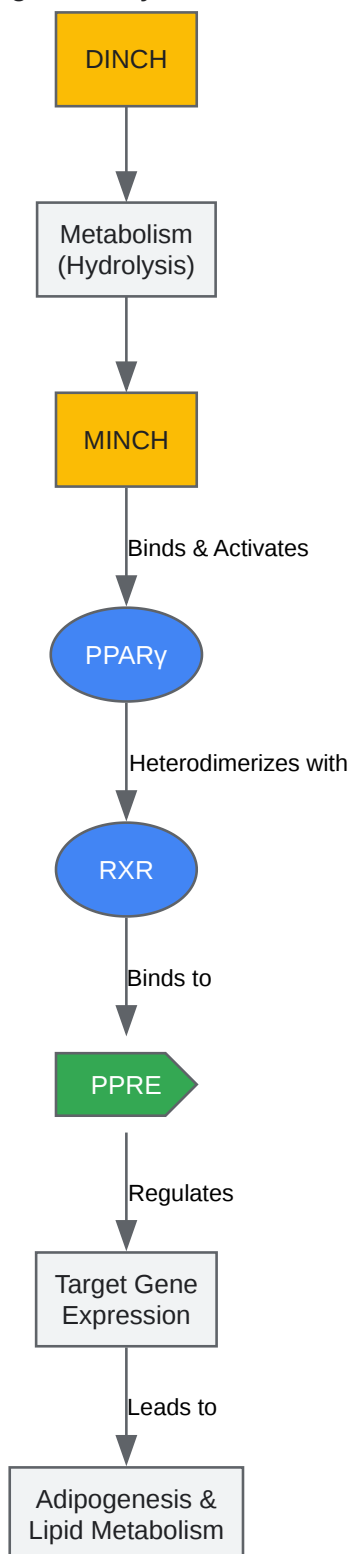 DINCH
Metabolism
(Hydrolysis)
MINCH
Binds & Activates
PPARγ
Heterodimerizes with
RXR
Binds to
PPRE
Regulates
Target Gene
Expression
Leads to
Adipogenesis &
Lipid Metabolism